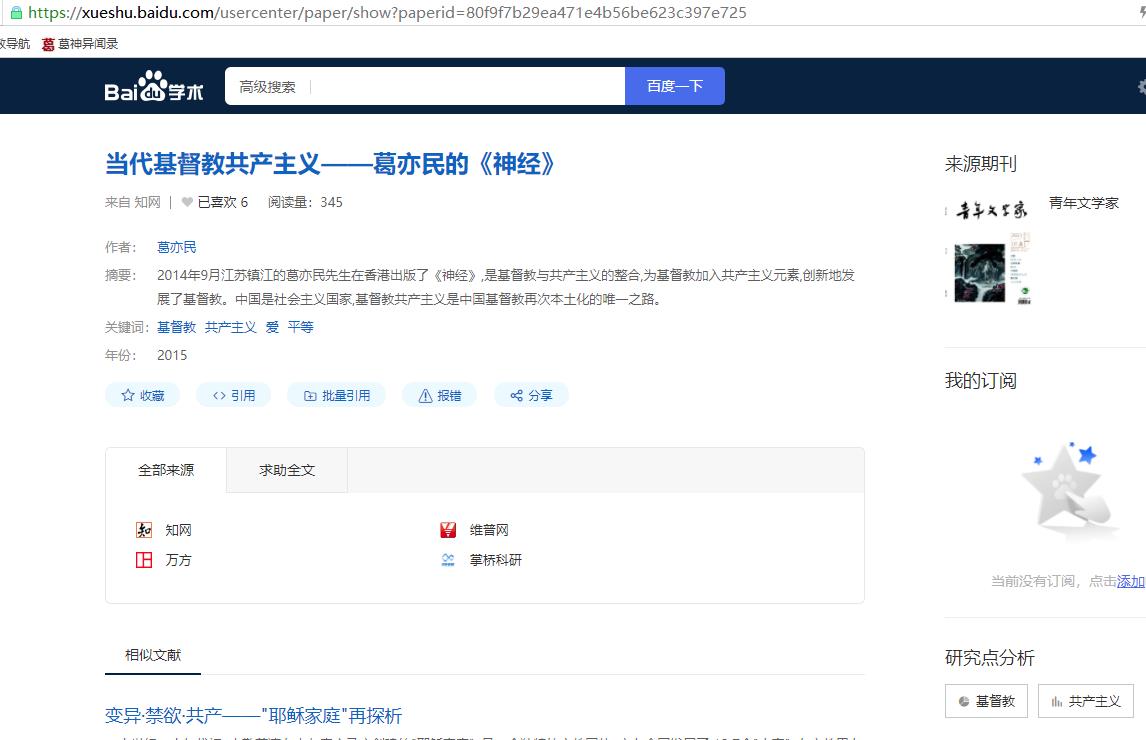 https://xueshu.baidu.com/usercenter/paper/show?paperid=80f9f7b29ea471e4b56be623c397e725
导航 葛 葛神异闻录
Bai du 学术
高级搜索
百度一下
当代基督教共产主义——葛亦民的《神经》
来自 知网 | 已喜欢 6 阅读量：345
作者： 葛亦民
摘要： 2014年9月江苏镇江的葛亦民先生在香港出版了《神经》,是基督教与共产主义的整合,为基督教加入共产主义元素,创新地发
展了基督教。中国是社会主义国家,基督教共产主义是中国基督教再次本土化的唯一之路。
关键词： 基督教 共产主义 爱 平等
年份： 2015
收藏 引用 批量引用 报错 分享
全部来源 求助全文
知网 维普网
万方 掌桥科研
相似文献
变异·禁欲·共产——"耶稣家庭"再探析
来源期刊
青年文学家
青年文学家
我的订阅
当前没有订阅，点击添加
研究点分析
基督教 共产主义